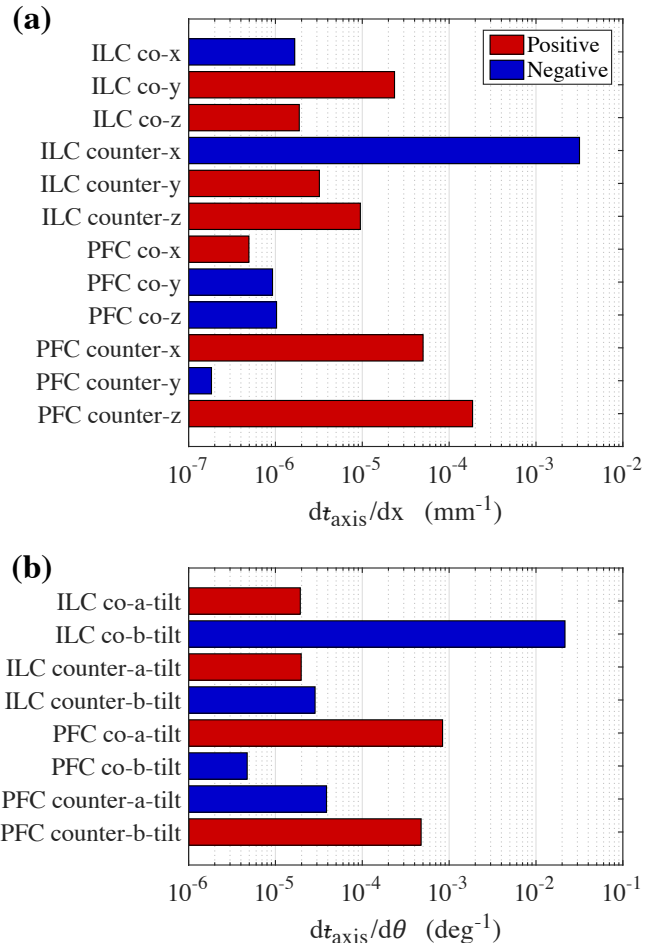 (a)
Positive
Negative
ILC co-x
ILC co-y
ILC co-z
ILC counter-x
ILC counter-y
ILC counter-z
PFC co-x
PFC co-y
PFC co-z
PFC counter-x
PFC counter-y
PFC counter-z
10⁻⁷ 10⁻⁶ 10⁻⁵ 10⁻⁴ 10⁻³ 10⁻²
dƭ_axis/dx (mm⁻¹)
(b)
ILC co-a-tilt
ILC co-b-tilt
ILC counter-a-tilt
ILC counter-b-tilt
PFC co-a-tilt
PFC co-b-tilt
PFC counter-a-tilt
PFC counter-b-tilt
10⁻⁶ 10⁻⁵ 10⁻⁴ 10⁻³ 10⁻² 10⁻¹
dƭ_axis/dθ (deg⁻¹)